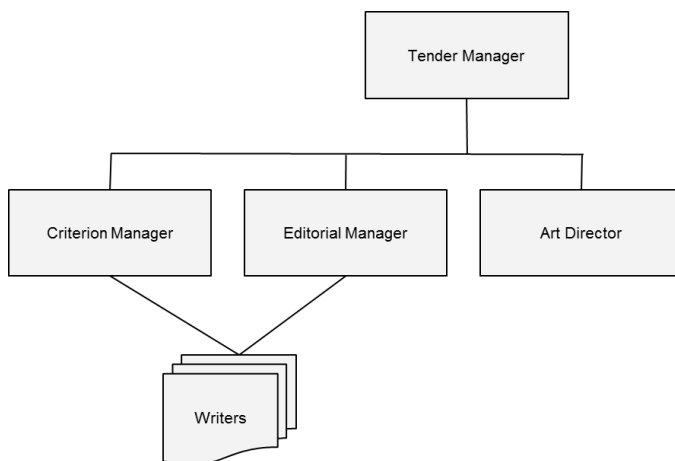 Tender Manager
Criterion Manager
Editorial Manager
Art Director
Writers